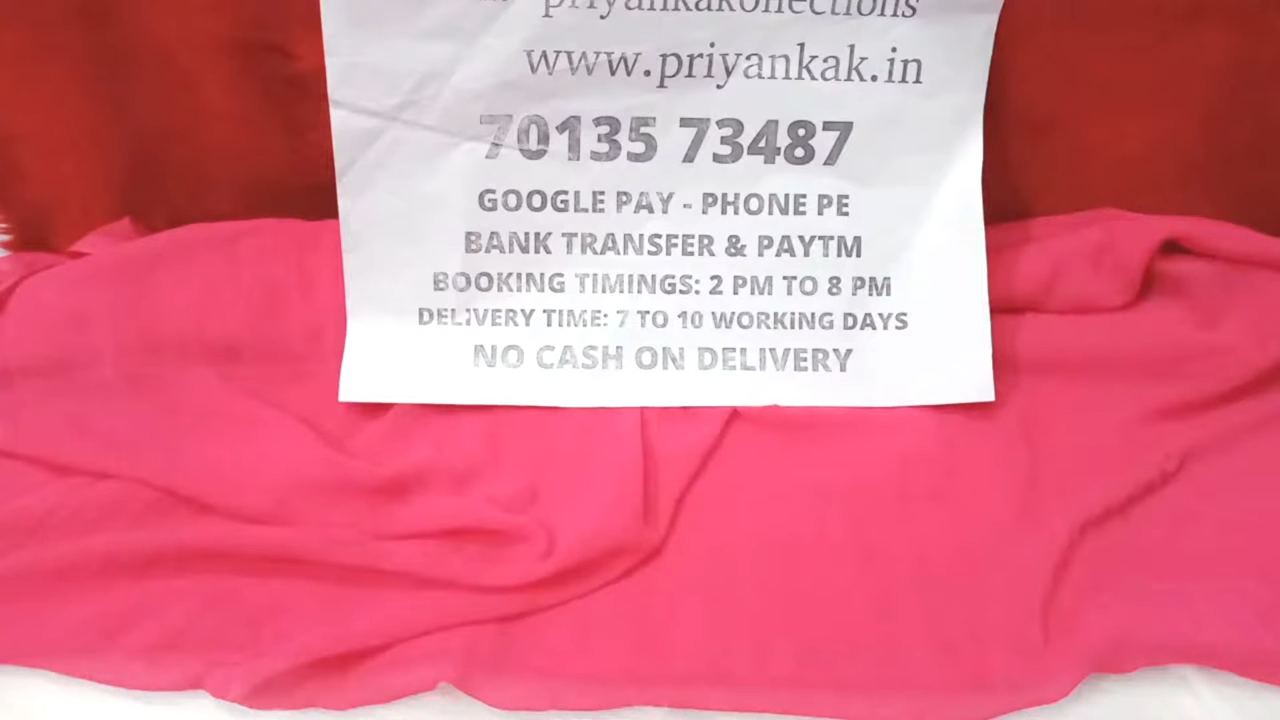 priyankakollections
www.priyankak.in
70135 73487
GOOGLE PAY - PHONE PE
BANK TRANSFER & PAYTM
BOOKING TIMINGS: 2 PM TO 8 PM
DELIVERY TIME: 7 TO 10 WORKING DAYS
NO CASH ON DELIVERY